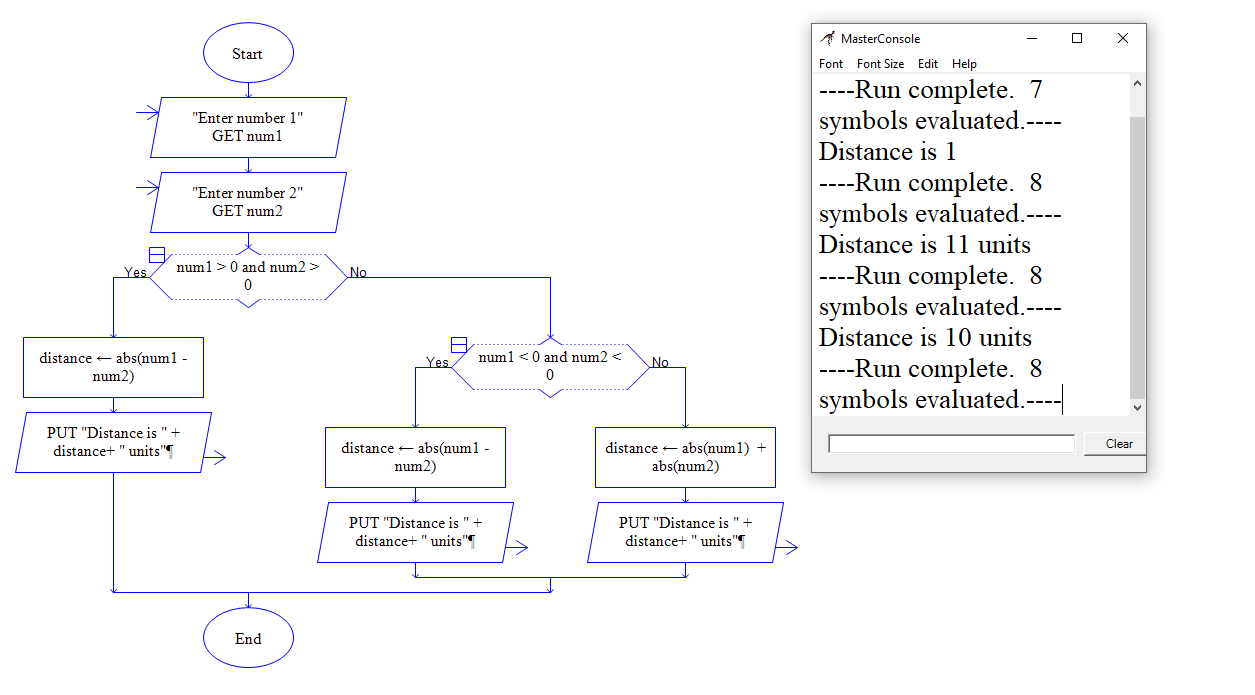 Start
"Enter number 1"
GET num1
"Enter number 2"
GET num2
num1 > 0 and num2 >
0
Yes
No
distance ← abs(num1 -
num2)
PUT "Distance is " +
distance+ " units"¶
num1 < 0 and num2 <
0
Yes
No
distance ← abs(num1 -
num2)
PUT "Distance is " +
distance+ " units"¶
distance ← abs(num1) +
abs(num2)
PUT "Distance is " +
distance+ " units"¶
End
MasterConsole
Font Font Size Edit Help
----Run complete. 7
symbols evaluated.----
Distance is 1
----Run complete. 8
symbols evaluated.----
Distance is 11 units
----Run complete. 8
symbols evaluated.----
Distance is 10 units
----Run complete. 8
symbols evaluated.----
Clear